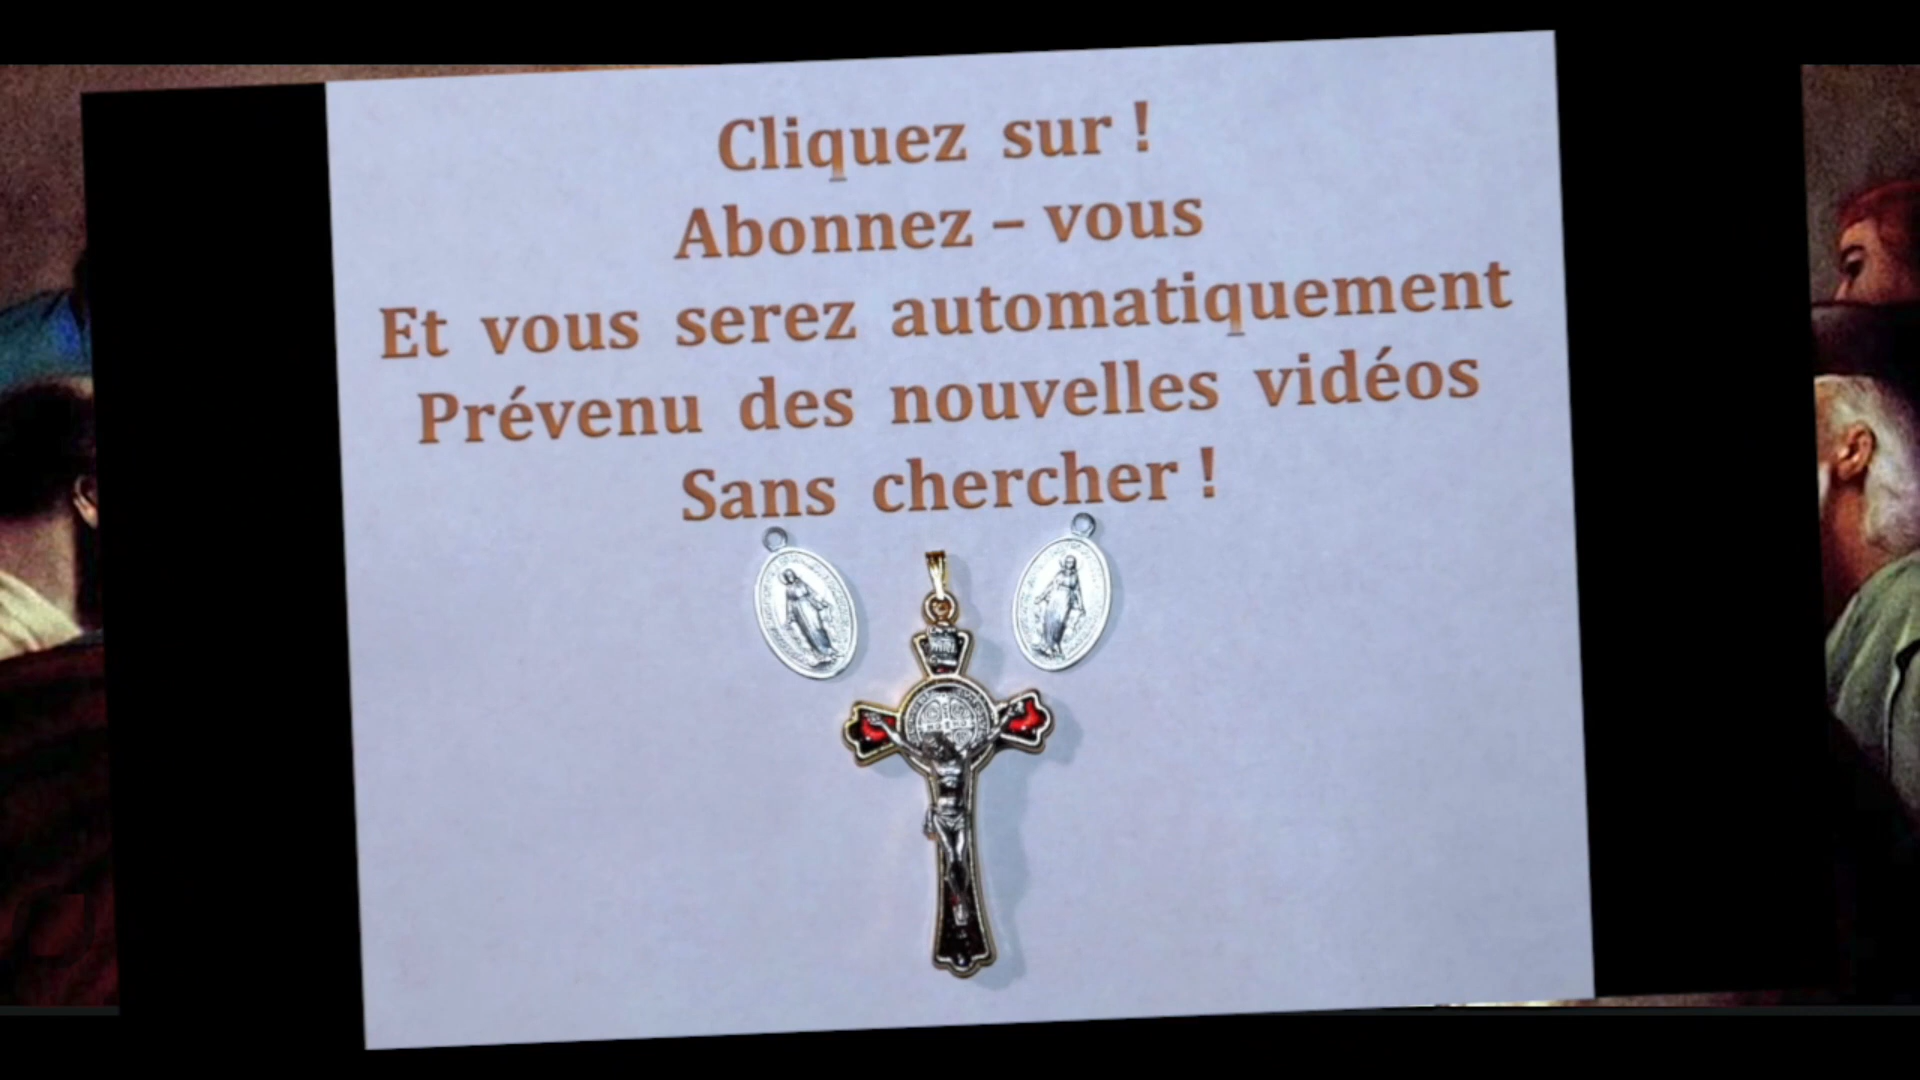 Cliquez sur !
Abonnez – vous
Et vous serez automatiquement
Prévenu des nouvelles vidéos
Sans chercher !